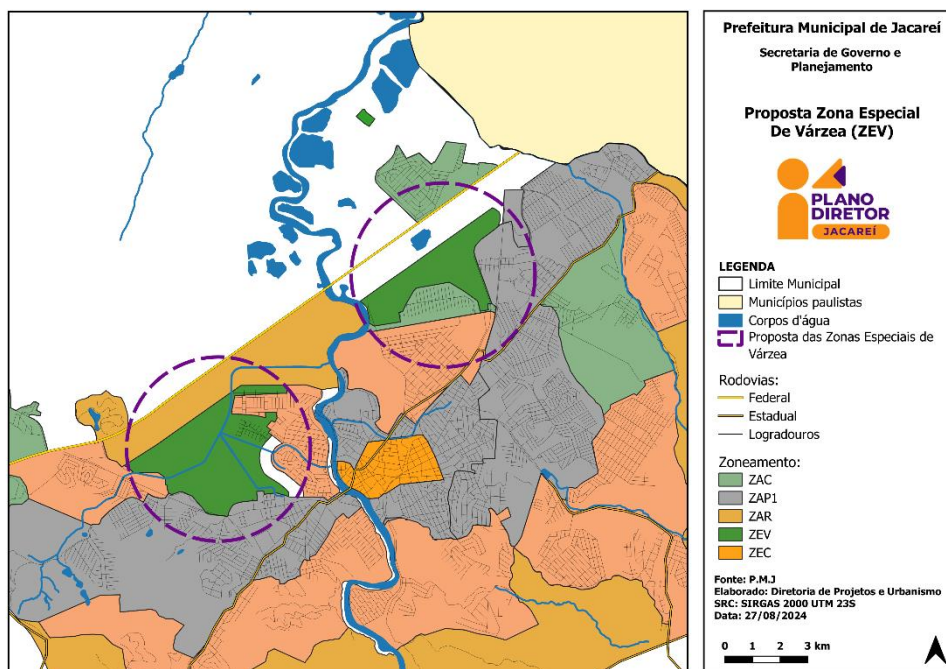 Prefeitura Municipal de Jacareí
Secretaria de Governo e
Planejamento
Proposta Zona Especial
De Várzea (ZEV)
PLANO
DIRETOR
JACAREÍ
LEGENDA
Limite Municipal
Municípios paulistas
Corpos d'água
Proposta das Zonas Especiais de
Várzea
Rodovias:
Federal
Estadual
Logradouros
Zoneamento:
ZAC
ZAP1
ZAR
ZEV
ZEC
Fonte: P.M.J
Elaborado: Diretoria de Projetos e Urbanismo
SRC: SIRGAS 2000 UTM 23S
Data: 27/08/2024
0 1 2 3 km